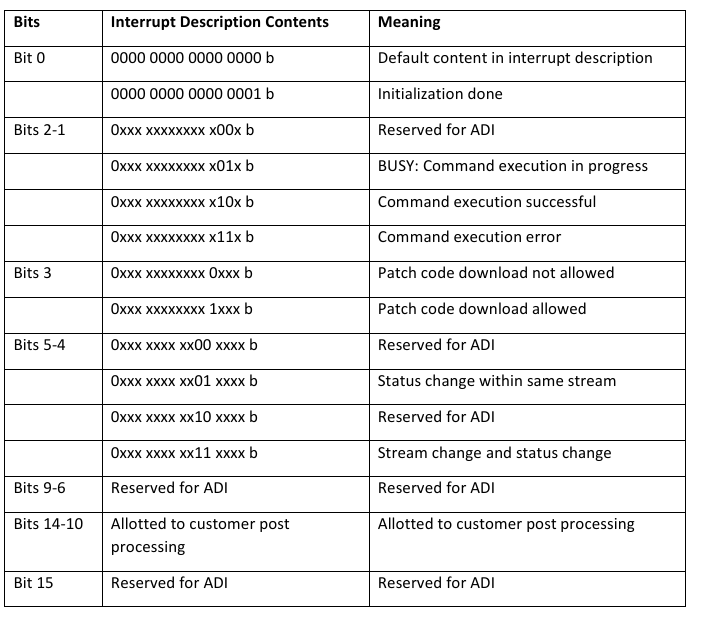 Bits Interrupt Description Contents Meaning
Bit 0 0000 0000 0000 0000 b Default content in interrupt description
0000 0000 0000 0001 b Initialization done
Bits 2-1 0xxx xxxxxxxx x00x b Reserved for ADI
0xxx xxxxxxxx x01x b BUSY: Command execution in progress
0xxx xxxxxxxx x10x b Command execution successful
0xxx xxxxxxxx x11x b Command execution error
Bits 3 0xxx xxxxxxxx 0xxx b Patch code download not allowed
0xxx xxxxxxxx 1xxx b Patch code download allowed
Bits 5-4 0xxx xxxx xx00 xxxx b Reserved for ADI
0xxx xxxx xx01 xxxx b Status change within same stream
0xxx xxxx xx10 xxxx b Reserved for ADI
0xxx xxxx xx11 xxxx b Stream change and status change
Bits 9-6 Reserved for ADI Reserved for ADI
Bits 14-10 Allotted to customer post Allotted to customer post processing
processing
Bit 15 Reserved for ADI Reserved for ADI